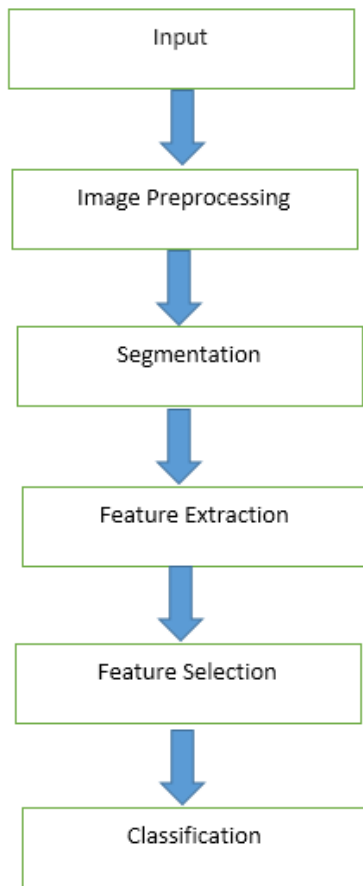 Input
Image Preprocessing
Segmentation
Feature Extraction
Feature Selection
Classification